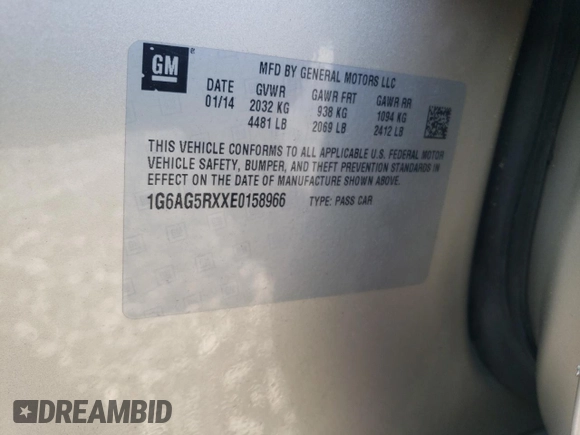 GM
MFD BY GENERAL MOTORS LLC
DATE GVWR GAWR FRT GAWR RR
01/14 2032 KG 938 KG 1094 KG
4481 LB 2069 LB 2412 LB
THIS VEHICLE CONFORMS TO ALL APPLICABLE U.S. FEDERAL MOTOR
VEHICLE SAFETY, BUMPER, AND THEFT PREVENTION STANDARDS IN
EFFECT ON THE DATE OF MANUFACTURE SHOWN ABOVE.
1G6AG5RXXE0158966 TYPE: PASS CAR
DREAMBID